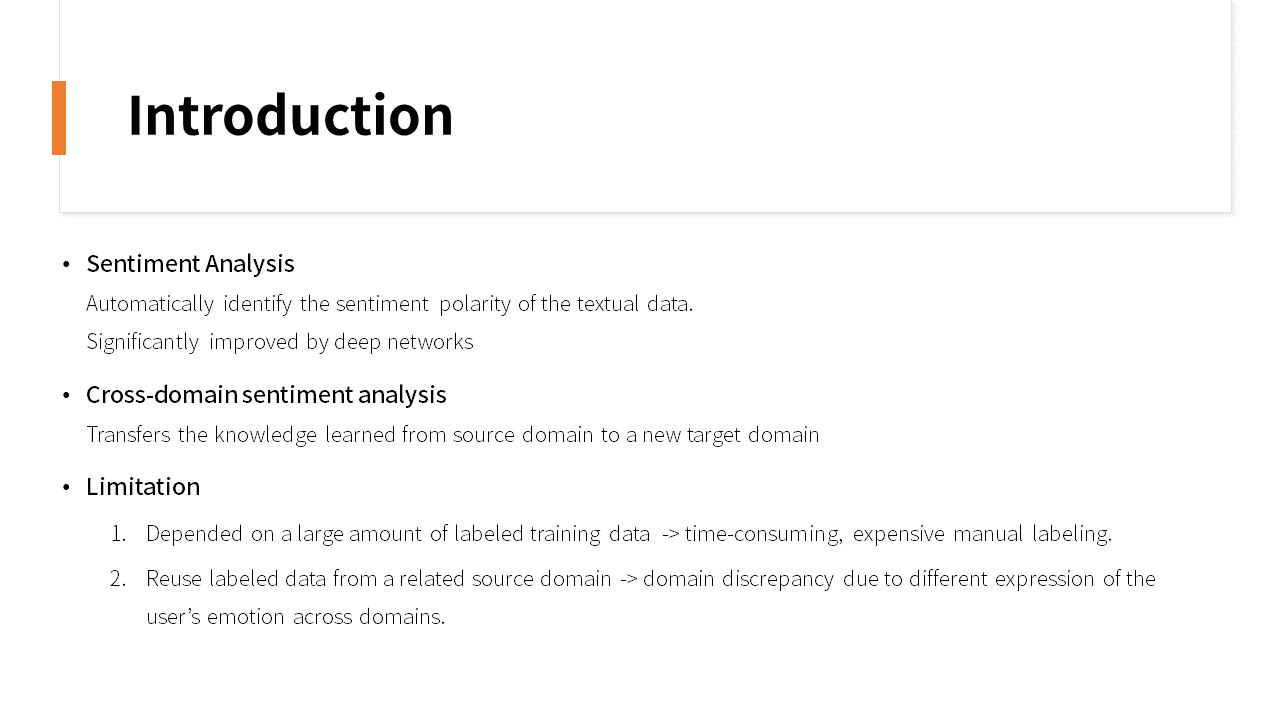 Introduction
• Sentiment Analysis
Automatically identify the sentiment polarity of the textual data.
Significantly improved by deep networks
• Cross-domain sentiment analysis
Transfers the knowledge learned from source domain to a new target domain
• Limitation
1. Depended on a large amount of labeled training data -> time-consuming, expensive manual labeling.
2. Reuse labeled data from a related source domain -> domain discrepancy due to different expression of the
user’s emotion across domains.